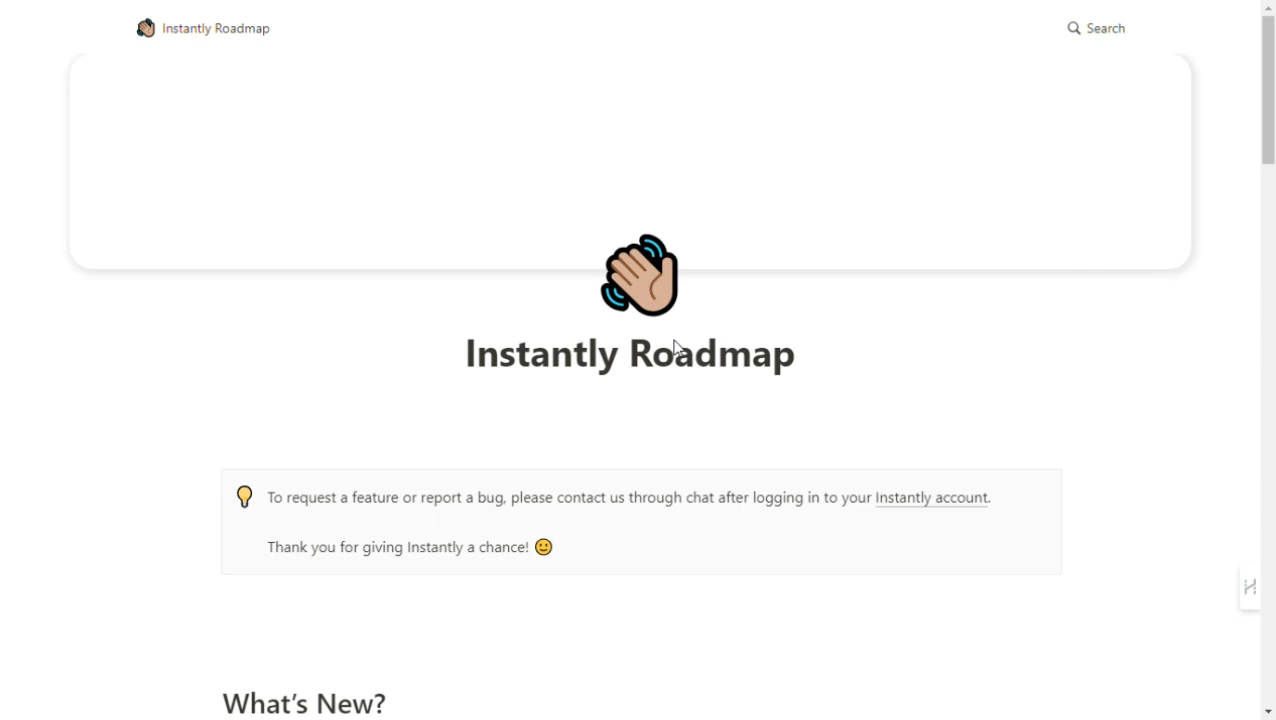 Instantly Roadmap
Search
Instantly Roadmap
To request a feature or report a bug, please contact us through chat after logging in to your Instantly account.
Thank you for giving Instantly a chance! 🙂
What's New?